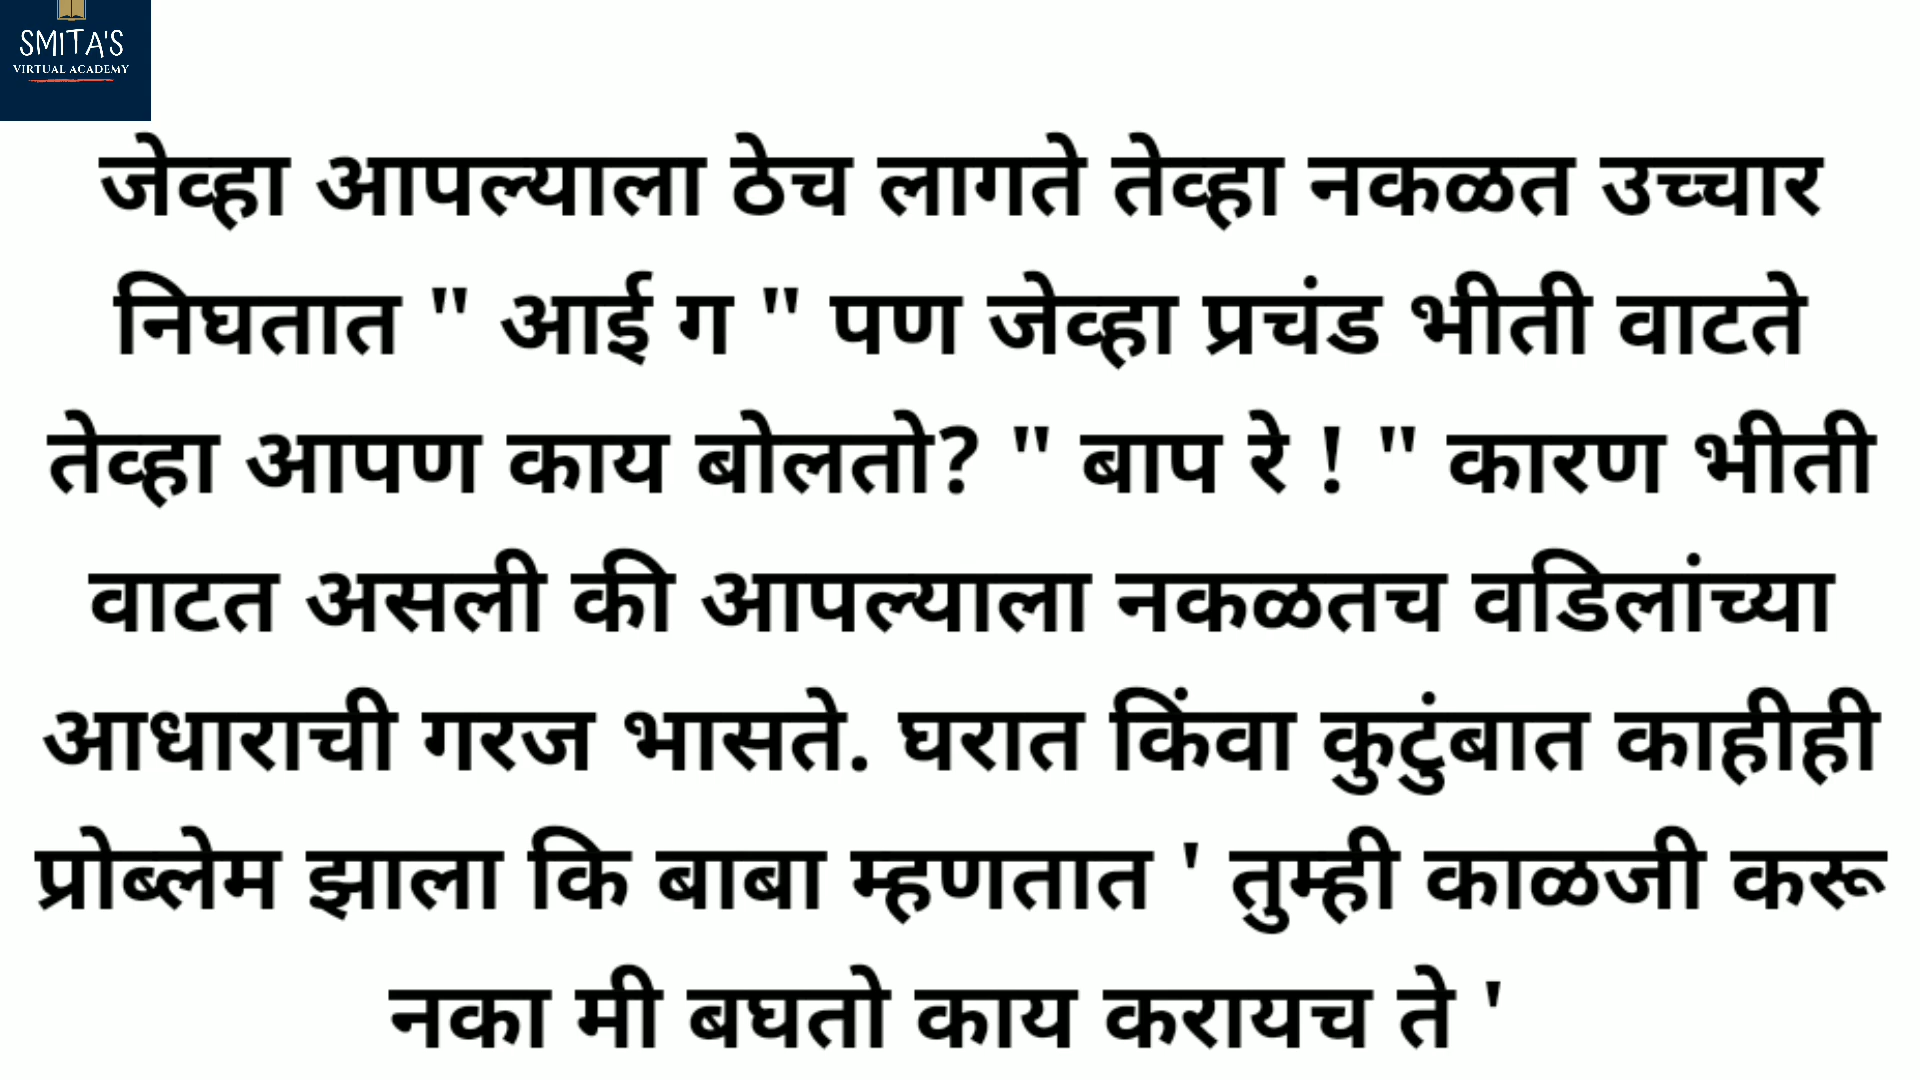 SMITA'S
VIRTUAL ACADEMY
जेव्हा आपल्याला ठेच लागते तेव्हा नकळत उच्चार
निघतात " आई ग " पण जेव्हा प्रचंड भीती वाटते
तेव्हा आपण काय बोलतो? " बाप रे ! " कारण भीती
वाटत असली की आपल्याला नकळतच वडिलांच्या
आधाराची गरज भासते. घरात किंवा कुटुंबात काहीही
प्रोब्लेम झाला कि बाबा म्हणतात ' तुम्ही काळजी करू
नका मी बघतो काय करायच ते '